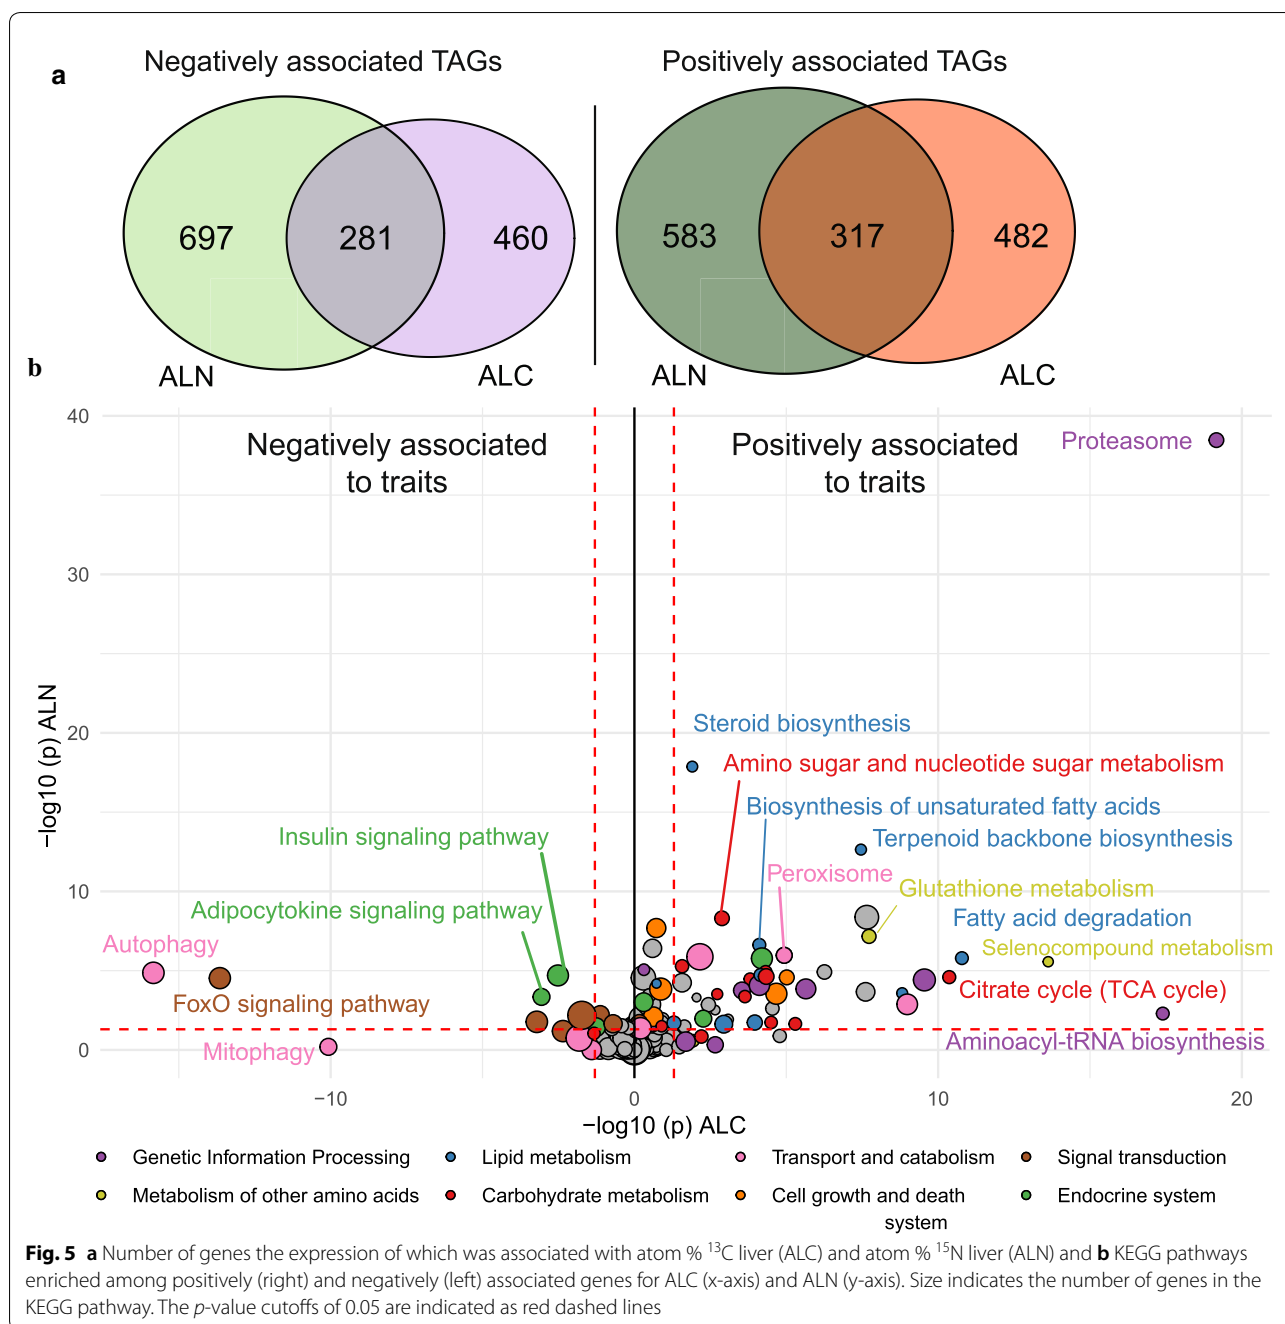 a
Negatively associated TAGs
Positively associated TAGs
697
281
460
583
317
482
ALN
ALC
ALN
ALC
b
40
30
20
10
0
−log10 (p) ALN
Negatively associated
to traits
Positively associated
to traits
Proteasome
Steroid biosynthesis
Amino sugar and nucleotide sugar metabolism
Biosynthesis of unsaturated fatty acids
Insulin signaling pathway
Terpenoid backbone biosynthesis
Peroxisome
Glutathione metabolism
Adipocytokine signaling pathway
Fatty acid degradation
Autophagy
Selenocompound metabolism
FoxO signaling pathway
Citrate cycle (TCA cycle)
Mitophagy
Aminoacyl-tRNA biosynthesis
−10
0
10
20
−log10 (p) ALC
Genetic Information Processing
Lipid metabolism
Transport and catabolism
Signal transduction
Metabolism of other amino acids
Carbohydrate metabolism
Cell growth and death
system
Endocrine system
Fig. 5 a Number of genes the expression of which was associated with atom % ¹³C liver (ALC) and atom % ¹⁵N liver (ALN) and b KEGG pathways
enriched among positively (right) and negatively (left) associated genes for ALC (x-axis) and ALN (y-axis). Size indicates the number of genes in the
KEGG pathway. The p-value cutoffs of 0.05 are indicated as red dashed lines